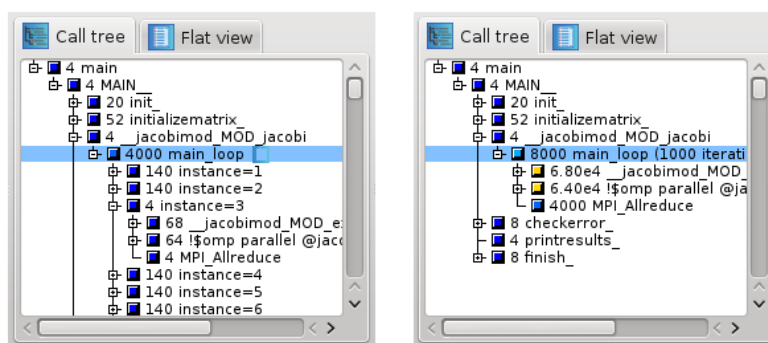 Call tree
Flat view
4 main
4 MAIN__
20 init_
52 initializematrix_
4 __jacobimod_MOD_jacobi
4000 main_loop
140 instance=1
140 instance=2
4 instance=3
68 __jacobimod_MOD_e
64 !$omp parallel @jac
4 MPI_Allreduce
140 instance=4
140 instance=5
140 instance=6
Call tree
Flat view
4 main
4 MAIN__
20 init_
52 initializematrix_
4 __jacobimod_MOD_jacobi
8000 main_loop (1000 iterati
6.80e4 __jacobimod_MOD_
6.40e4 !$omp parallel @ja
4000 MPI_Allreduce
8 checkerror_
4 printresults_
8 finish_